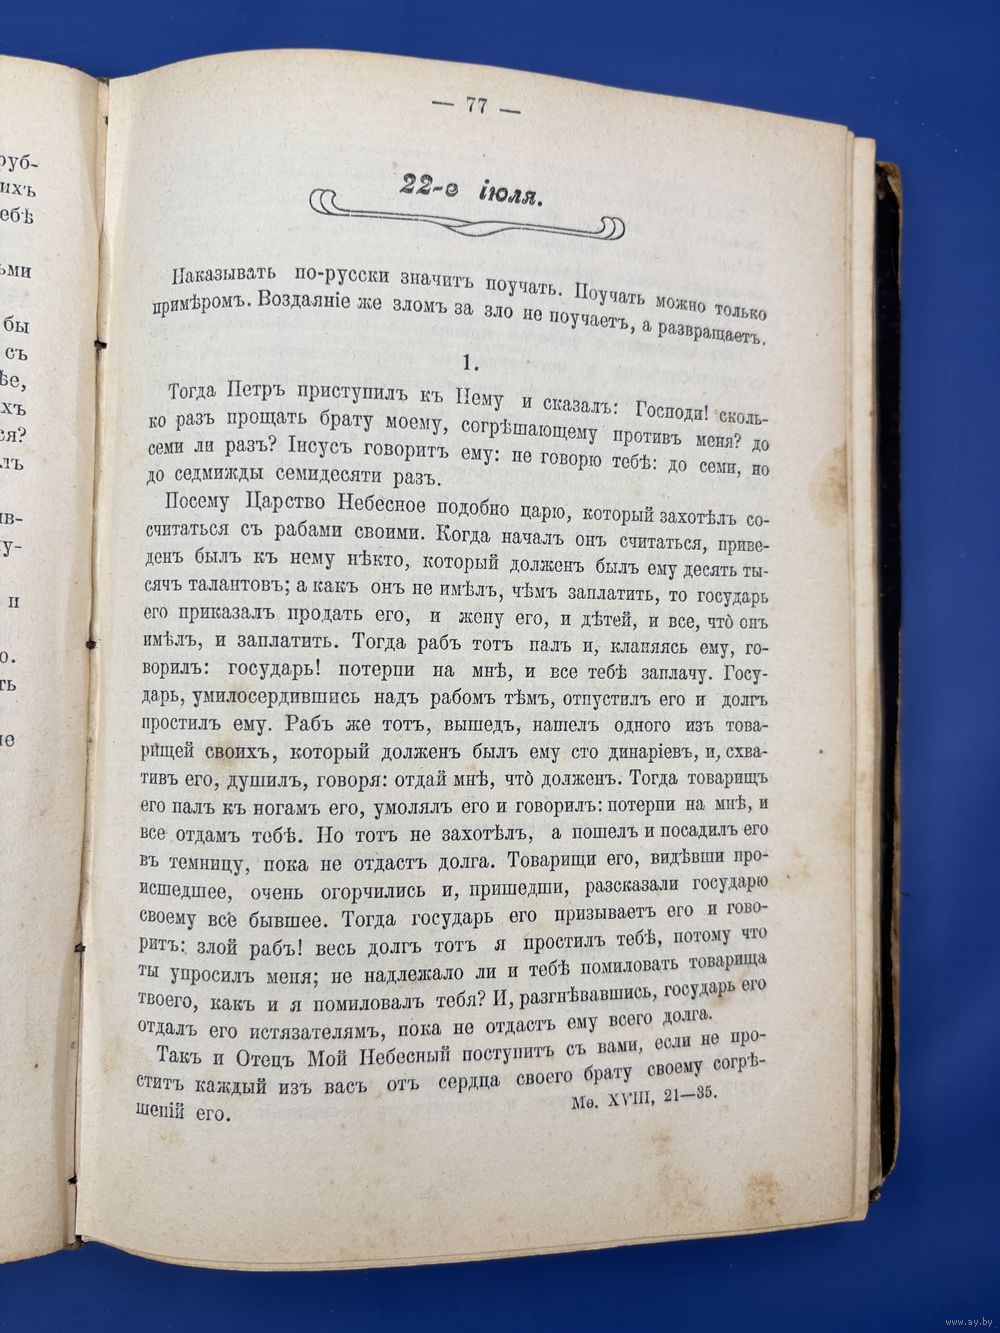 — 77 —
22-е іюля.
Наказывать по-русски значитъ поучать. Поучать можно только
примѣромъ. Воздаяніе же зломъ за зло не поучаетъ, а развращаетъ.
1.
Тогда Петръ приступилъ къ Нему и сказалъ: Господи! сколь-
ко разъ прощать брату моему, согрѣшающему противъ меня? до
семи ли разъ? Іисусъ говоритъ ему: не говорю тебѣ: до семи, но
до седмижды семидесяти разъ.
Посему Царство Небесное подобно царю, который захотѣлъ со-
считаться съ рабами своими. Когда началъ онъ считаться, приве-
денъ былъ къ нему нѣкто, который долженъ былъ ему десять ты-
сячъ талантовъ; а какъ онъ не имѣлъ, чѣмъ заплатить, то государь
его приказалъ продать его, и жену его, и дѣтей, и все, что̀ онъ
имѣлъ, и заплатить. Тогда рабъ тотъ палъ и, кланяясь ему, го-
ворилъ: государь! потерпи на мнѣ, и все тебѣ заплачу. Госу-
дарь, умилосердившись надъ рабомъ тѣмъ, отпустилъ его и долгъ
простилъ ему. Рабъ же тотъ, вышедъ, нашелъ одного изъ това-
рищей своихъ, который долженъ былъ ему сто динаріевъ, и, схва-
тивъ его, душилъ, говоря: отдай мнѣ, что̀ долженъ. Тогда товарищъ
его палъ къ ногамъ его, умолялъ его и говорилъ: потерпи на мнѣ, и
все отдамъ тебѣ. Но тотъ не захотѣлъ, а пошелъ и посадилъ его
въ темницу, пока не отдастъ долга. Товарищи его, видѣвши про-
исшедшее, очень огорчились и, пришедши, разсказали государю
своему всё бывшее. Тогда государь его призываетъ его и гово-
ритъ: злой рабъ! весь долгъ тотъ я простилъ тебѣ, потому что
ты упросилъ меня; не надлежало ли и тебѣ помиловать товарища
твоего, какъ и я помиловалъ тебя? И, разгнѣвавшись, государь его
отдалъ его истязателямъ, пока не отдастъ ему всего долга.
Такъ и Отецъ Мой Небесный поступитъ съ вами, если не про-
ститъ каждый изъ васъ отъ сердца своего брату своему согрѣ-
шеній его.
Мѳ. XVIII, 21—35.
www.ay.by